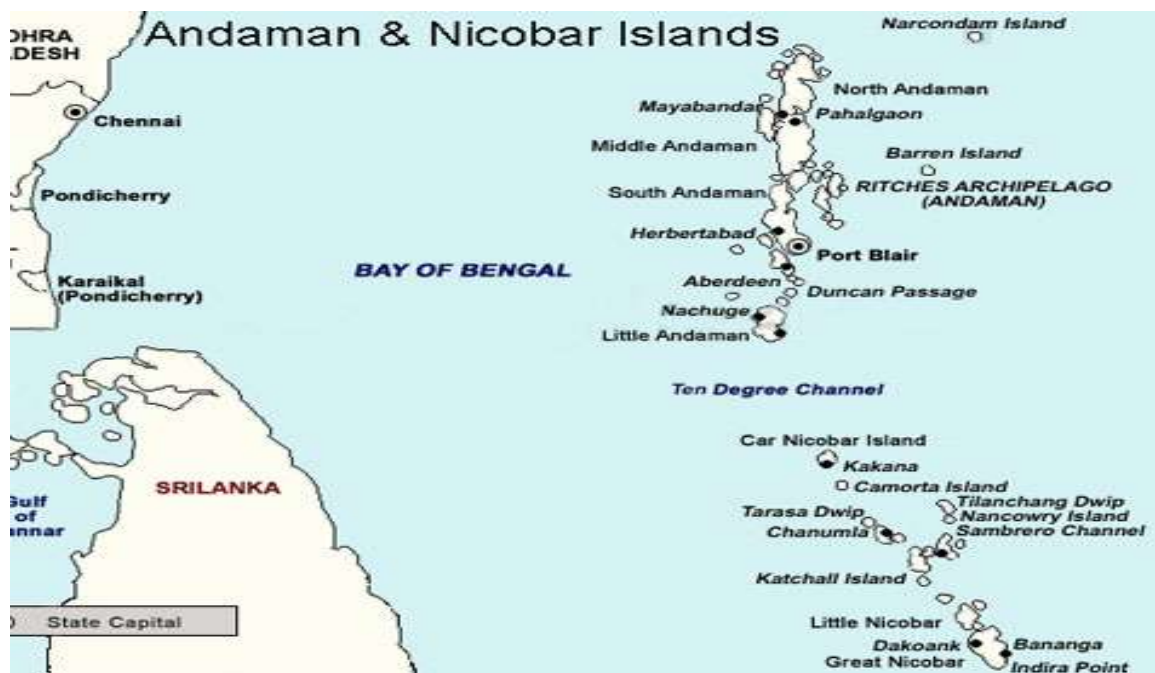 Andaman & Nicobar Islands
Narcondam Island
OHRA
ADESH
North Andaman
Mayabandar
Pahalgaon
Chennai
Middle Andaman
Barren Island
RITCHES ARCHIPELAGO
(ANDAMAN)
South Andaman
Pondicherry
Herbertabad
Port Blair
BAY OF BENGAL
Karaikal
(Pondicherry)
Aberdeen
Duncan Passage
Nachuge
Little Andaman
Ten Degree Channel
Car Nicobar Island
Kakana
SRILANKA
Camorta Island
Gulf
of
annar
Tilanchang Dwip
Tarasa Dwip
Nancowry Island
Chanumla
Sambrero Channel
Katchall Island
State Capital
Little Nicobar
Dakoank
Bananga
Great Nicobar
Indira Point